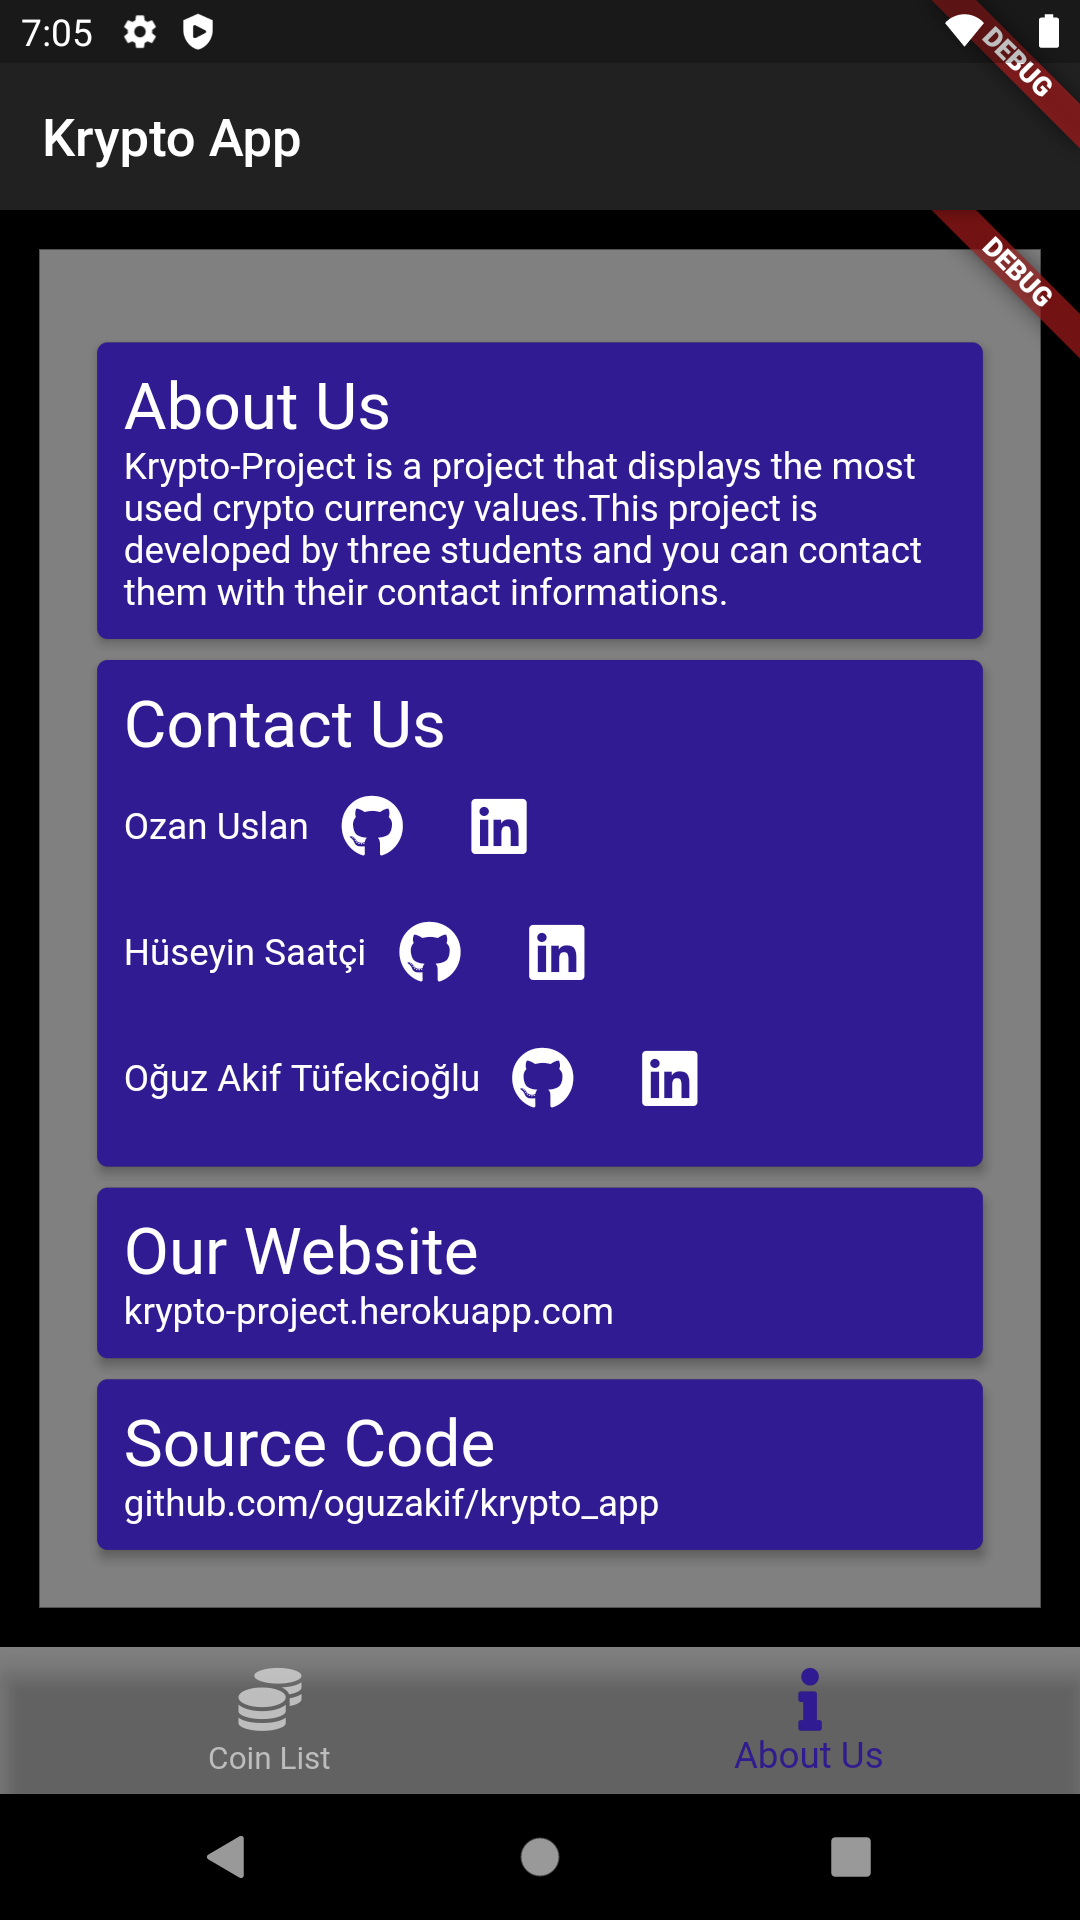 7:05
DEBUG
Krypto App
DEBUG
About Us
Krypto-Project is a project that displays the most
used crypto currency values.This project is
developed by three students and you can contact
them with their contact informations.
Contact Us
Ozan Uslan
in
Hüseyin Saatçi
in
Oğuz Akif Tüfekcioğlu
in
Our Website
krypto-project.herokuapp.com
Source Code
github.com/oguzakif/krypto_app
Coin List
About Us